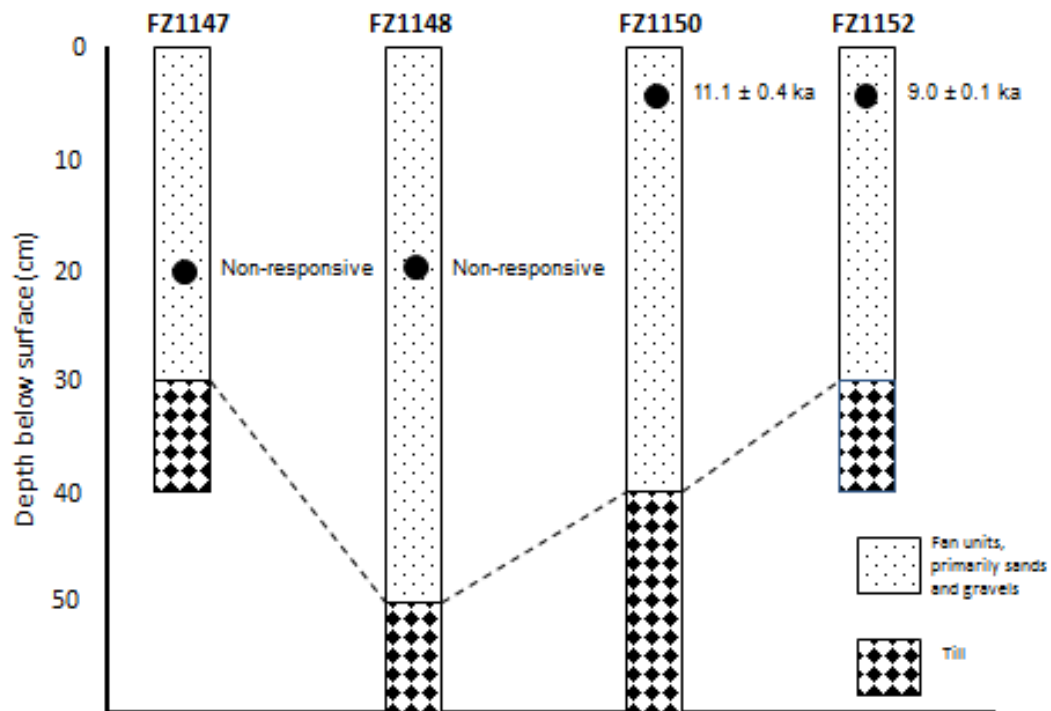 FZ1147 FZ1148 FZ1150 FZ1152
0
11.1 ± 0.4 ka 9.0 ± 0.1 ka
10
20
Non-responsive Non-responsive
30
40
50
Depth below surface (cm)
Fan units,
primarily sands
and gravels
Till